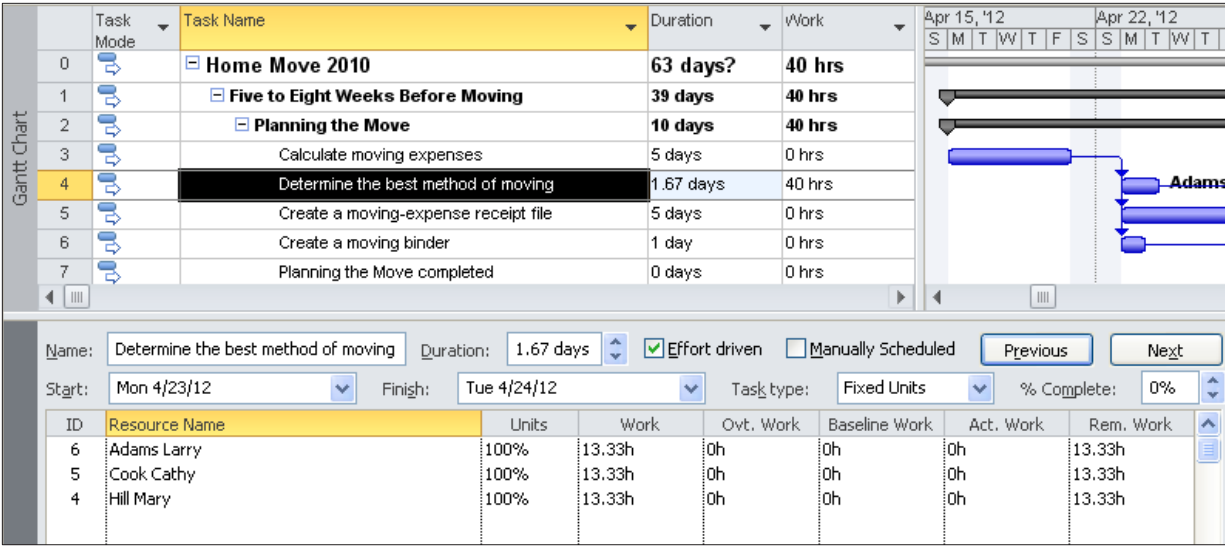 Task Mode Task Name Duration Work Apr 15, '12 Apr 22, '12
S M T W T F S S M T W T
0 Home Move 2010 63 days? 40 hrs
1 Five to Eight Weeks Before Moving 39 days 40 hrs
2 Planning the Move 10 days 40 hrs
3 Calculate moving expenses 5 days 0 hrs
4 Determine the best method of moving 1.67 days 40 hrs Adams
5 Create a moving-expense receipt file 5 days 0 hrs
6 Create a moving binder 1 day 0 hrs
7 Planning the Move completed 0 days 0 hrs
Gantt Chart
Name: Determine the best method of moving Duration: 1.67 days Effort driven Manually Scheduled Previous Next
Start: Mon 4/23/12 Finish: Tue 4/24/12 Task type: Fixed Units % Complete: 0%
ID Resource Name Units Work Ovt. Work Baseline Work Act. Work Rem. Work
6 Adams Larry 100% 13.33h 0h 0h 0h 13.33h
5 Cook Cathy 100% 13.33h 0h 0h 0h 13.33h
4 Hill Mary 100% 13.33h 0h 0h 0h 13.33h